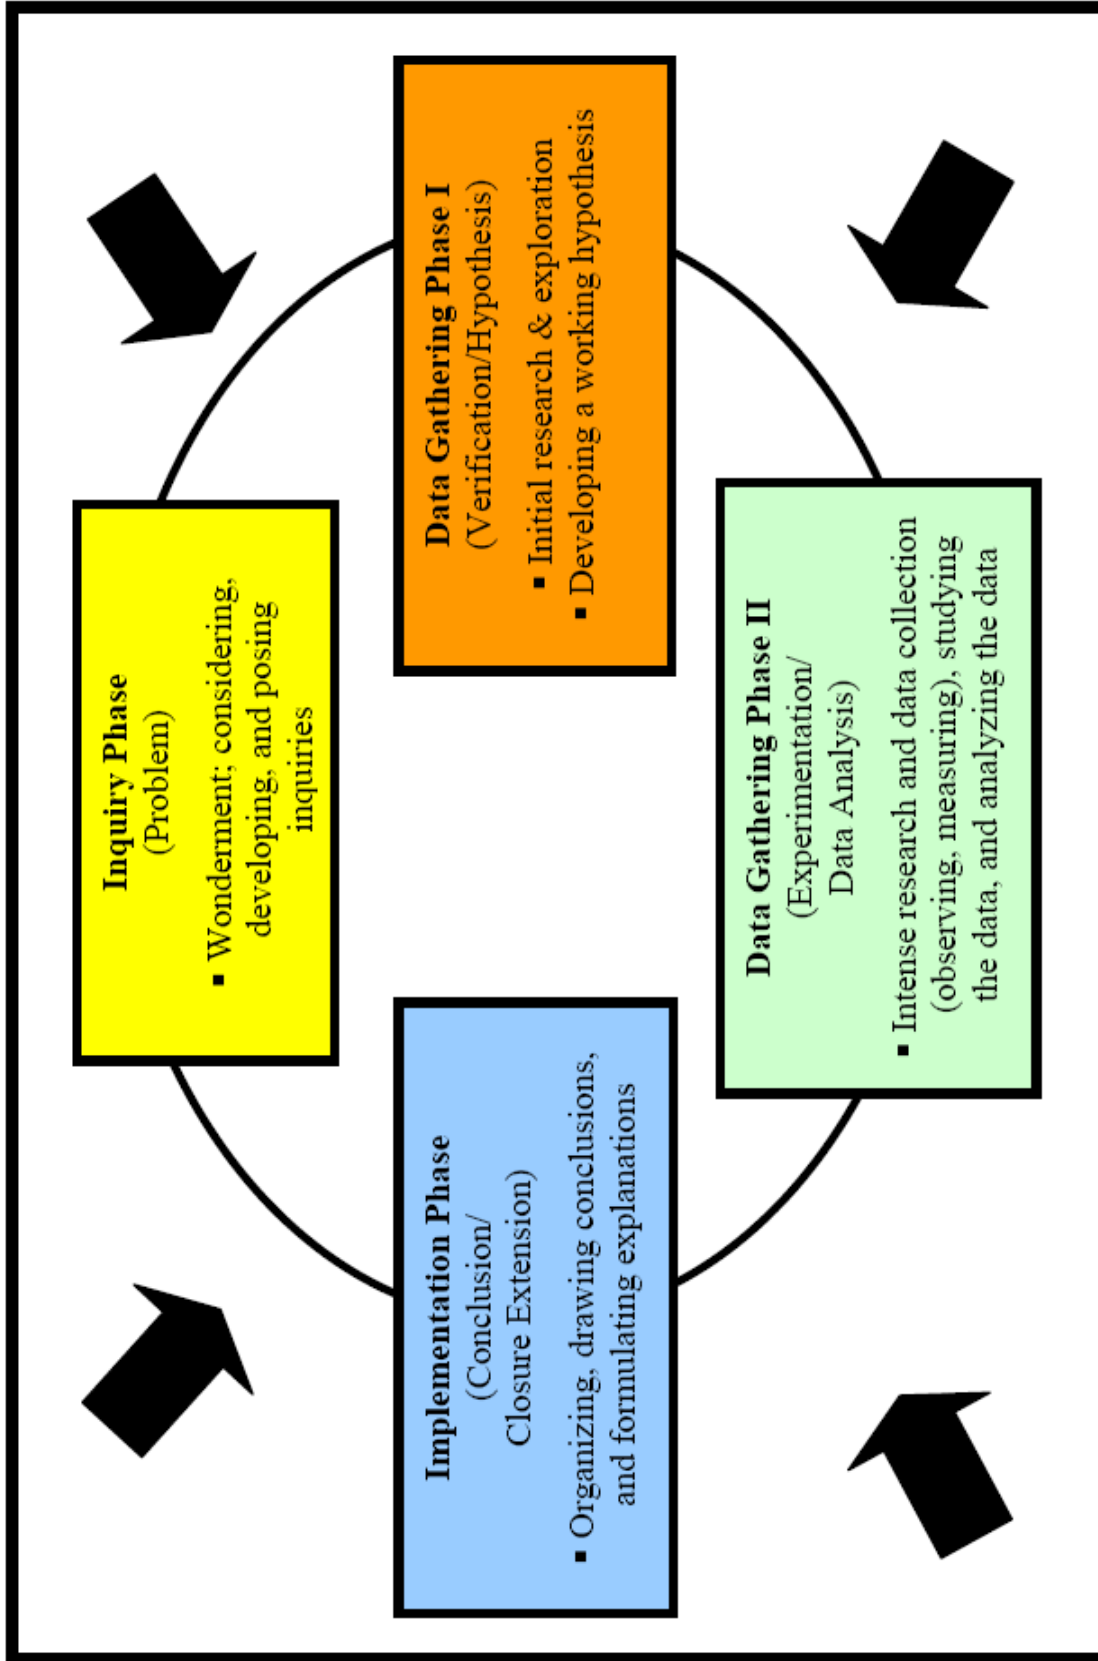 Inquiry Phase
(Problem)
▪ Wonderment; considering,
developing, and posing
inquiries
Data Gathering Phase I
(Verification/Hypothesis)
▪ Initial research & exploration
▪ Developing a working hypothesis
Data Gathering Phase II
(Experimentation/
Data Analysis)
▪ Intense research and data collection
(observing, measuring), studying
the data, and analyzing the data
Implementation Phase
(Conclusion/
Closure Extension)
▪ Organizing, drawing conclusions,
and formulating explanations